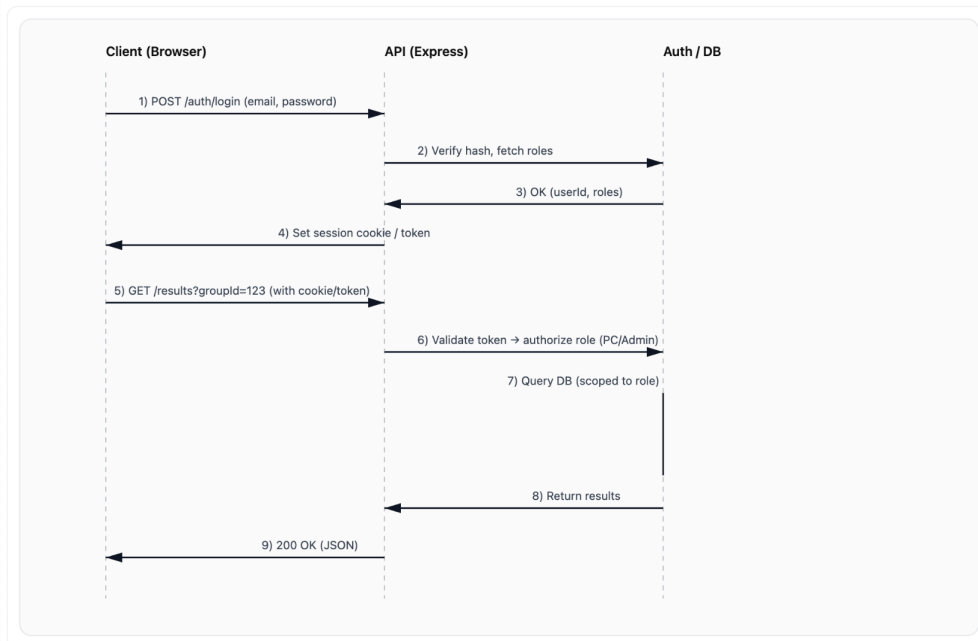 Client (Browser)
API (Express)
Auth / DB
1) POST /auth/login (email, password)
2) Verify hash, fetch roles
3) OK (userId, roles)
4) Set session cookie / token
5) GET /results?groupId=123 (with cookie/token)
6) Validate token → authorize role (PC/Admin)
7) Query DB (scoped to role)
8) Return results
9) 200 OK (JSON)